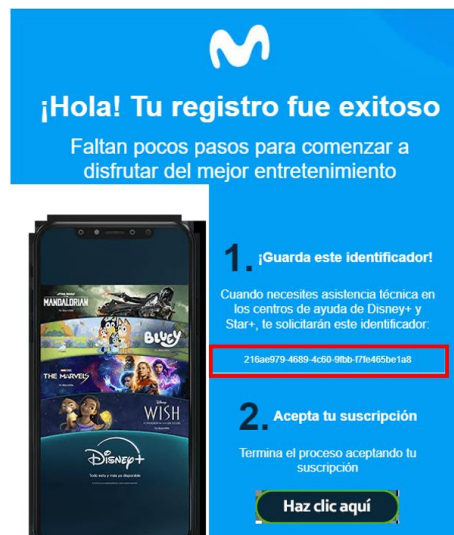 ¡Hola! Tu registro fue exitoso
Faltan pocos pasos para comenzar a
disfrutar del mejor entretenimiento
MANDALORIAN
BLUEY
THE MARVELS
WISH
Disney+
1. ¡Guarda este identificador!
Cuando necesites asistencia técnica en
los centros de ayuda de Disney+ y
Star+, te solicitarán este identificador:
216ae979-4689-4c60-9fbb-f7fe465be1a8
2. Acepta tu suscripción
Termina el proceso aceptando tu
suscripción
Haz clic aquí